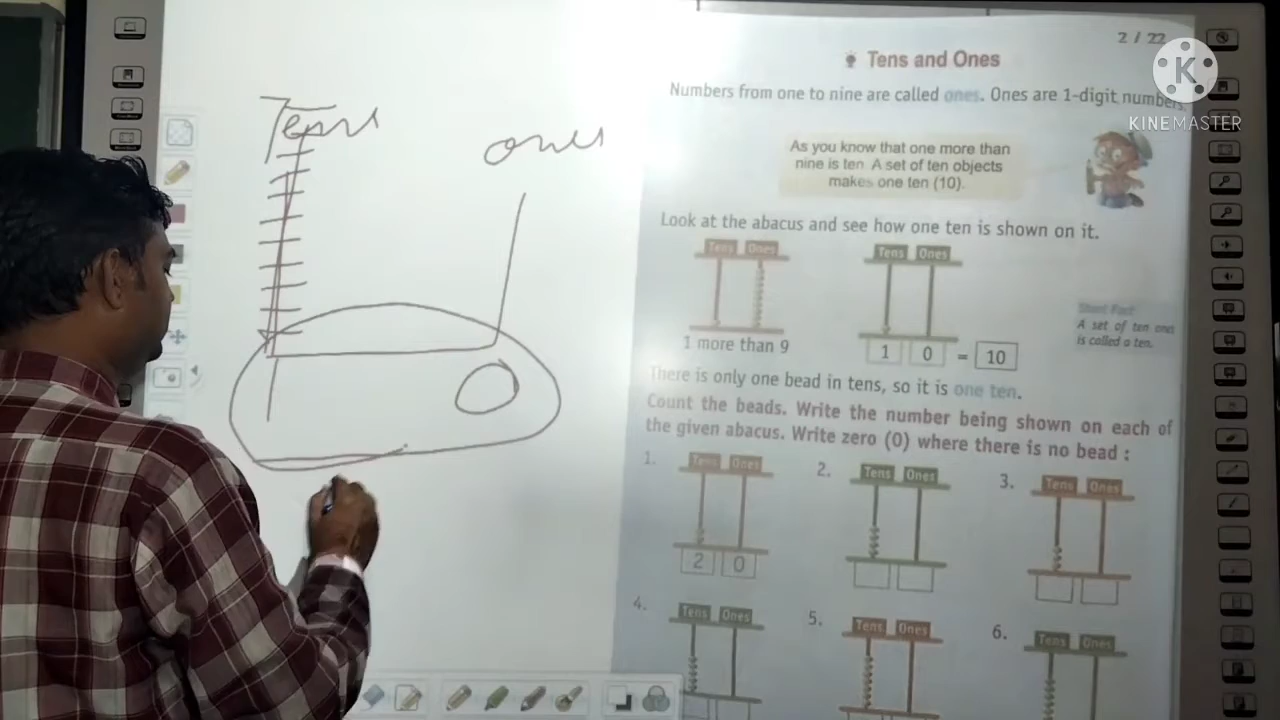 Tens
ones
2 / 22
KINEMASTER
Tens and Ones
Numbers from one to nine are called ones. Ones are 1-digit numbers
As you know that one more than
nine is ten. A set of ten objects
makes one ten (10).
Look at the abacus and see how one ten is shown on it.
Tens Ones
Tens Ones
1 more than 9
1 0 = 10
Smart Fact
A set of ten ones
is called a ten.
There is only one bead in tens, so it is one ten.
Count the beads. Write the number being shown on each of
the given abacus. Write zero (0) where there is no bead :
1. Tens Ones
2 0
2. Tens Ones
3. Tens Ones
4. Tens Ones
5. Tens Ones
6. Tens Ones